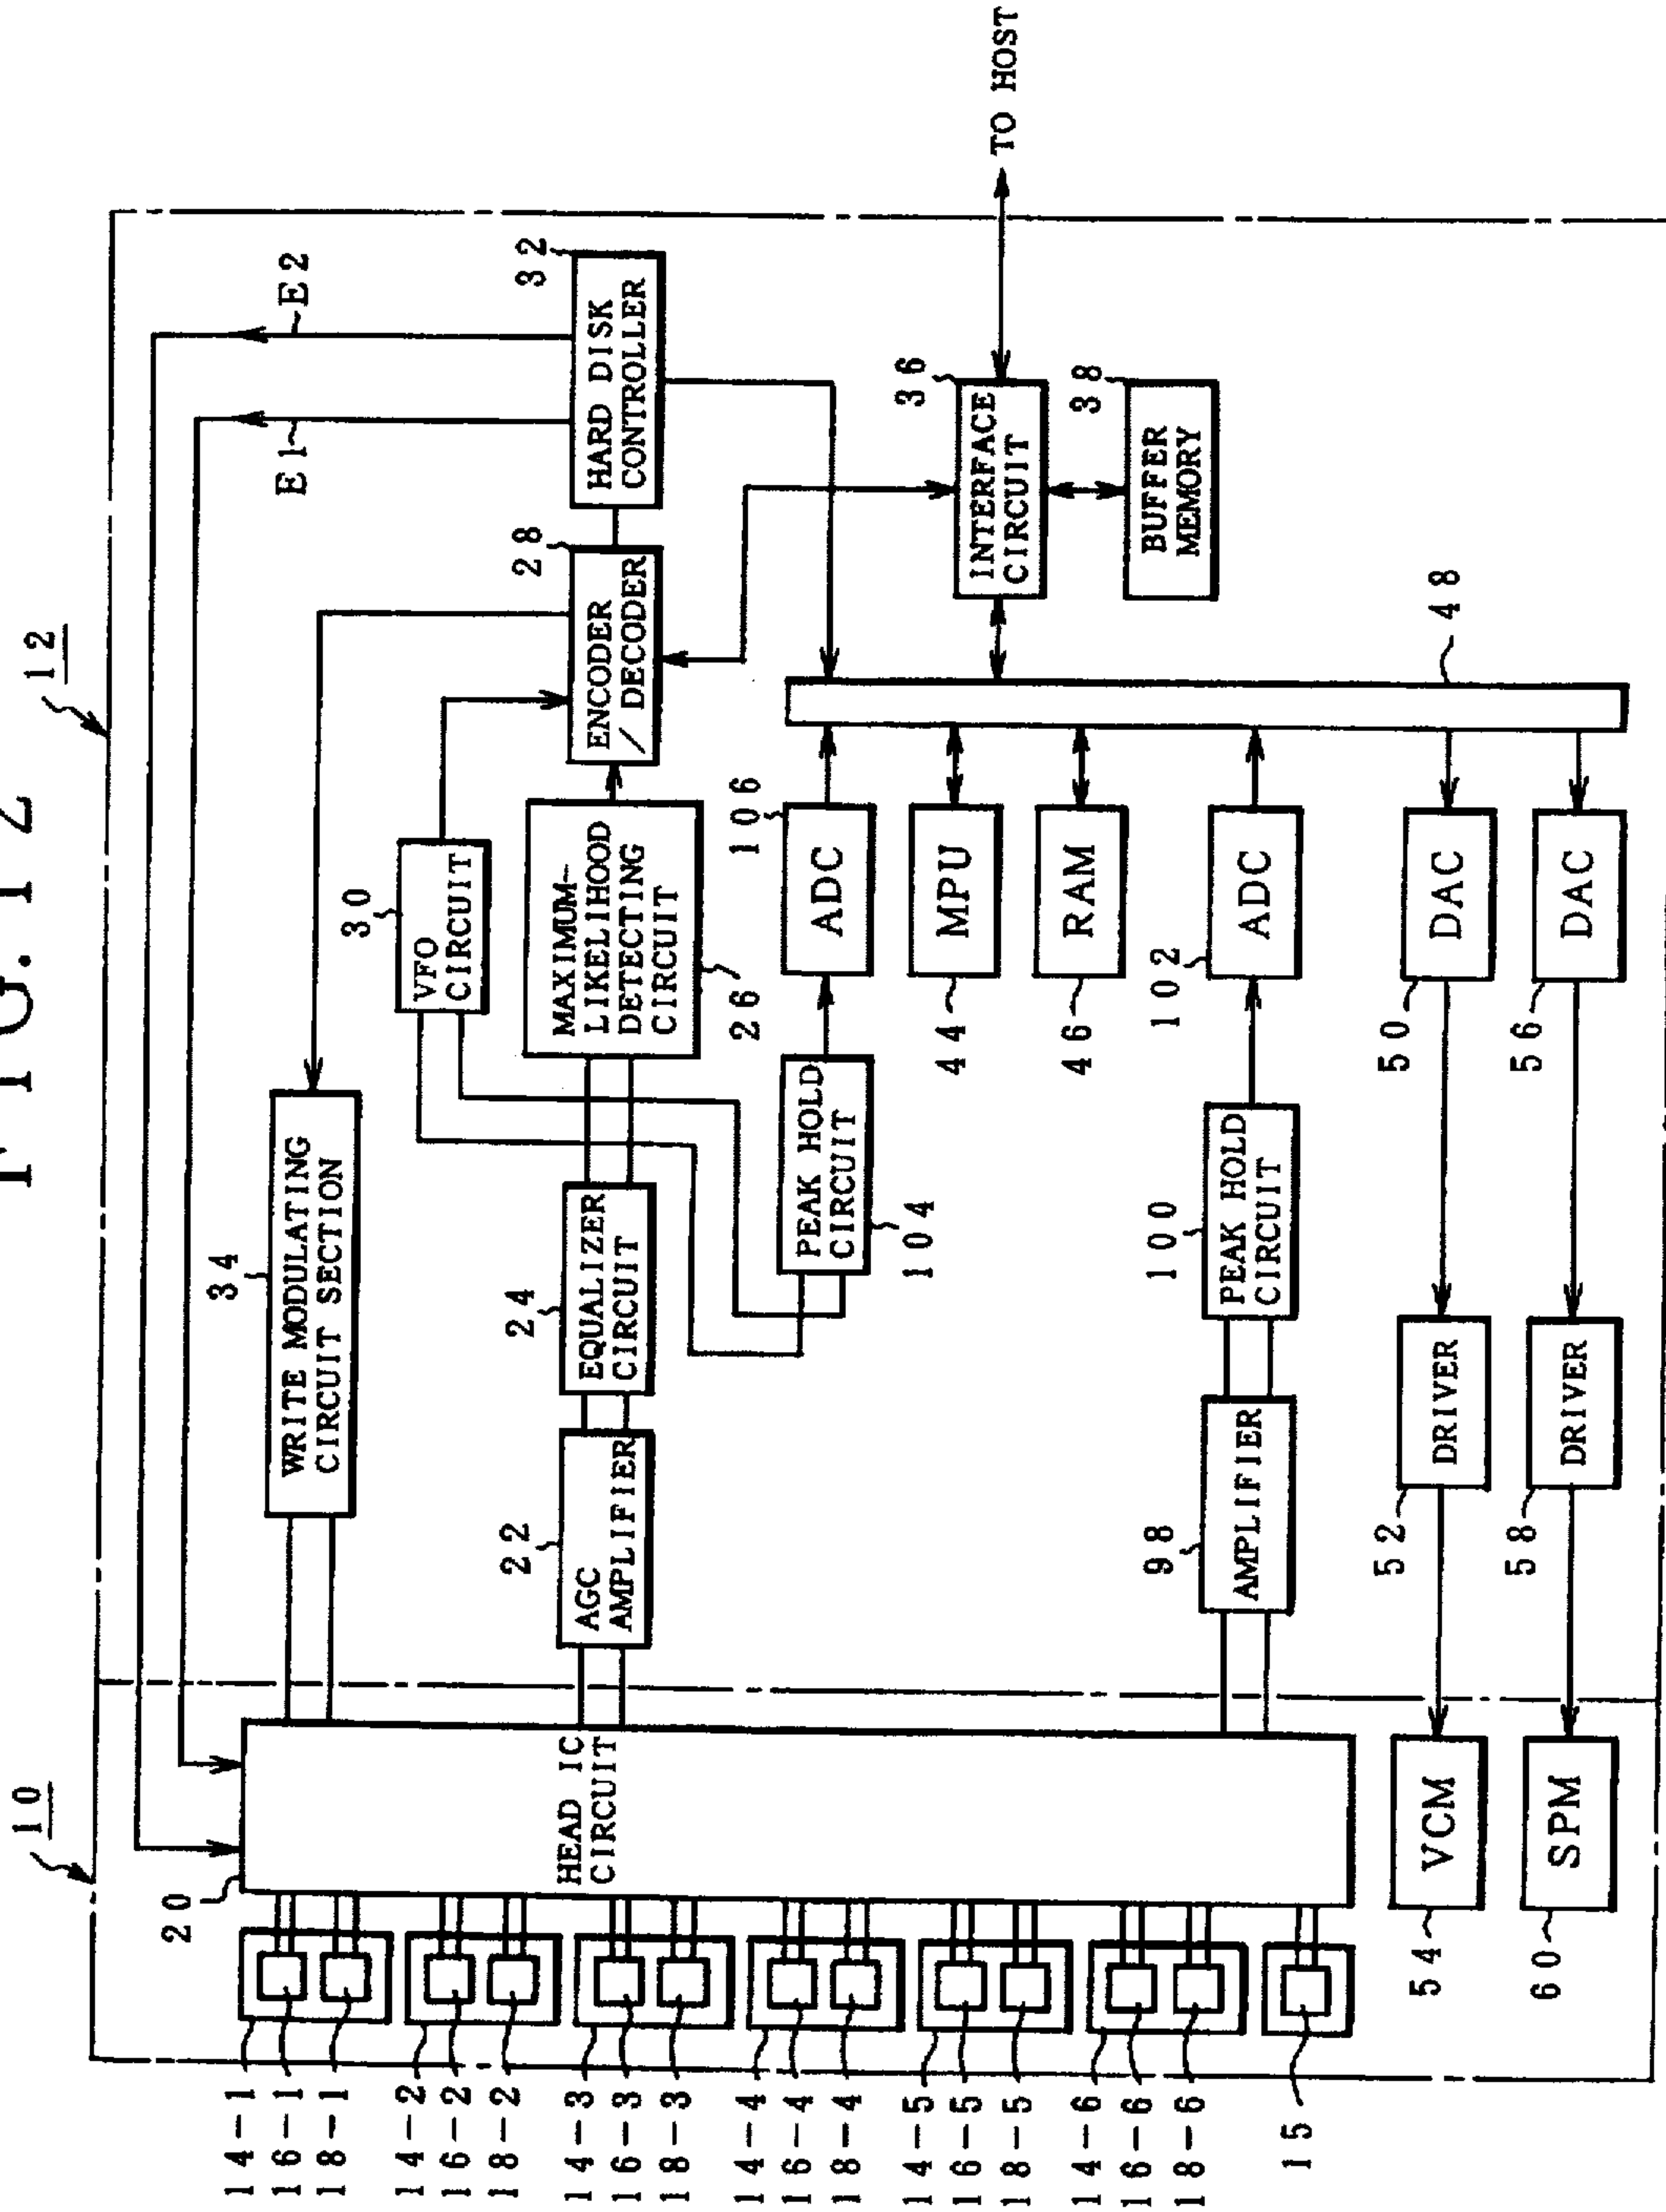 FIG. 12
10
12
TO HOST
E1
E2
20
HEAD IC
CIRCUIT
34
WRITE MODULATING
CIRCUIT SECTION
22
AGC
AMPLIFIER
24
EQUALIZER
CIRCUIT
30
VFO
CIRCUIT
MAXIMUM-
LIKELIHOOD
DETECTING
CIRCUIT
26
28
ENCODER
/ DECODER
32
HARD DISK
CONTROLLER
36
INTERFACE
CIRCUIT
38
BUFFER
MEMORY
PEAK HOLD
CIRCUIT
104
106
ADC
MPU
44
RAM
46
48
98
AMPLIFIER
100
PEAK HOLD
CIRCUIT
102
ADC
DAC
50
DRIVER
52
VCM
54
DAC
56
DRIVER
58
SPM
60
14-1
16-1
18-1
14-2
16-2
18-2
14-3
16-3
18-3
14-4
16-4
18-4
14-5
16-5
18-5
14-6
16-6
18-6
15